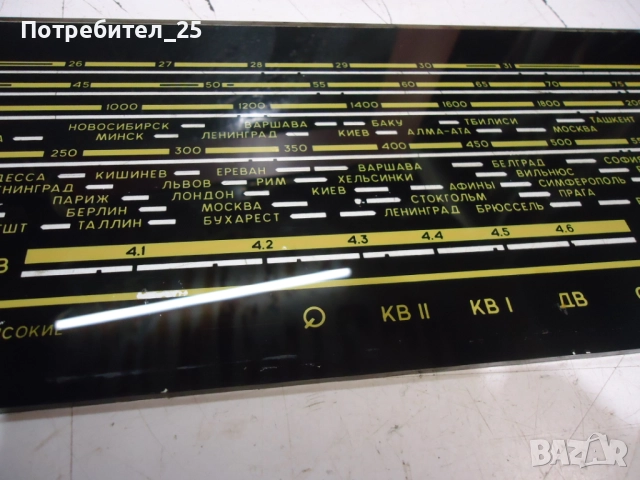 Потребител_25
26 27 28 29 30 31
45 50 55 60 65 70 75
1000 1200 1400 1600 1800
НОВОСИБИРСК ВАРШАВА БАКУ ТБИЛИСИ ТАШКЕНТ
МИНСК ЛЕНИНГРАД КИЕВ АЛМА-АТА МОСКВА
250 300 350 400 450 500
КИШИНЕВ ЕРЕВАН ВАРШАВА БЕЛГРАД
ЛЬВОВ РИМ ХЕЛЬСИНКИ ВИЛЬНЮС
ПАРИЖ ЛОНДОН КИЕВ АФИНЫ СИМФЕРОПОЛЬ
БЕРЛИН МОСКВА СТОКГОЛЬМ ПРАГА
ТАЛЛИН БУХАРЕСТ ЛЕНИНГРАД БРЮССЕЛЬ
4.1 4.2 4.3 4.4 4.5 4.6
КВ II КВ I ДВ
BAZAR